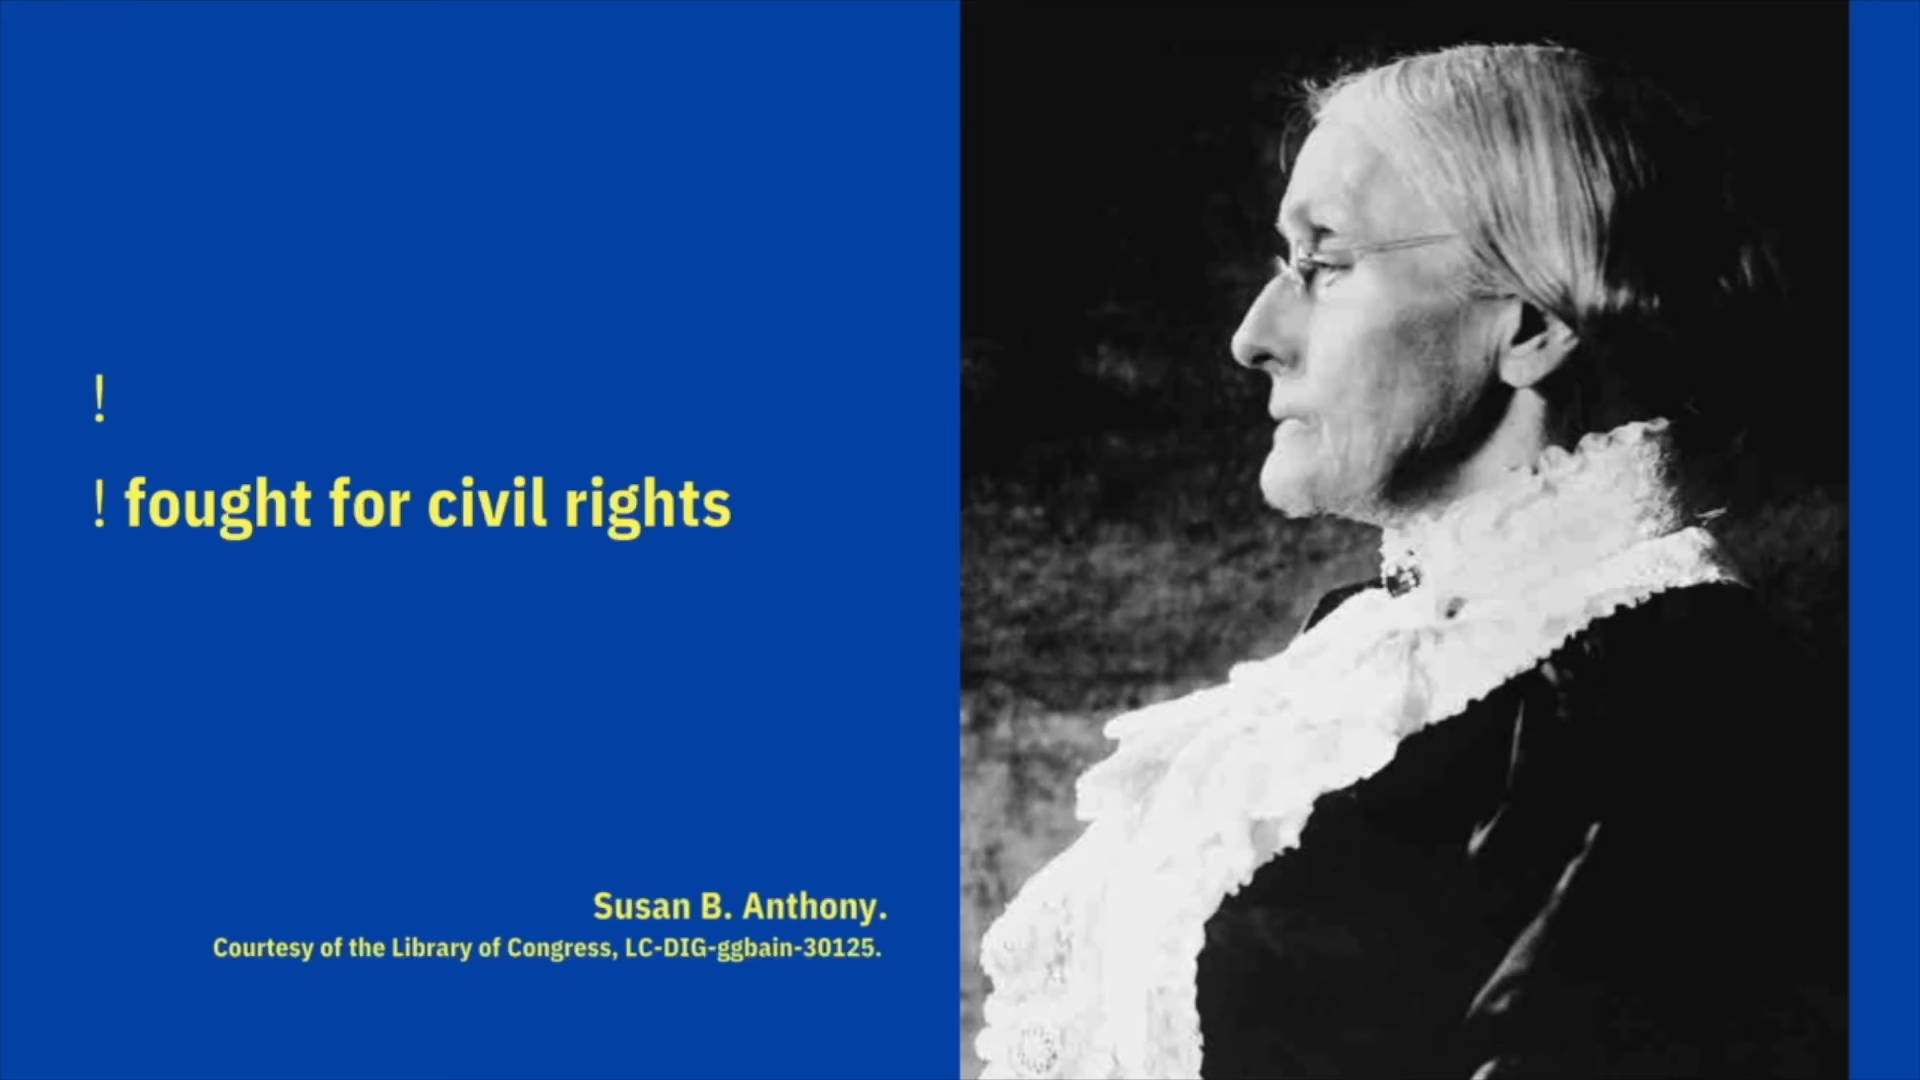 !
! fought for civil rights
Susan B. Anthony.
Courtesy of the Library of Congress, LC-DIG-ggbain-30125.